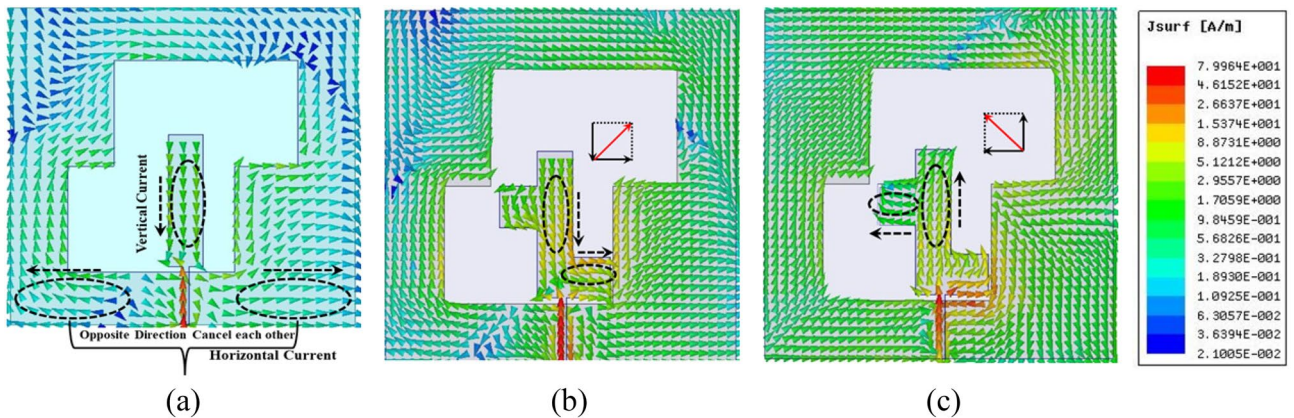 Vertical Current
Opposite Direction Cancel each other
Horizontal Current
(a)
(b)
(c)
Jsurf [A/m]
7.9964E+001
4.6152E+001
2.6637E+001
1.5374E+001
8.8731E+000
5.1212E+000
2.9557E+000
1.7059E+000
9.8459E-001
5.6826E-001
3.2798E-001
1.8930E-001
1.0925E-001
6.3057E-002
3.6394E-002
2.1005E-002